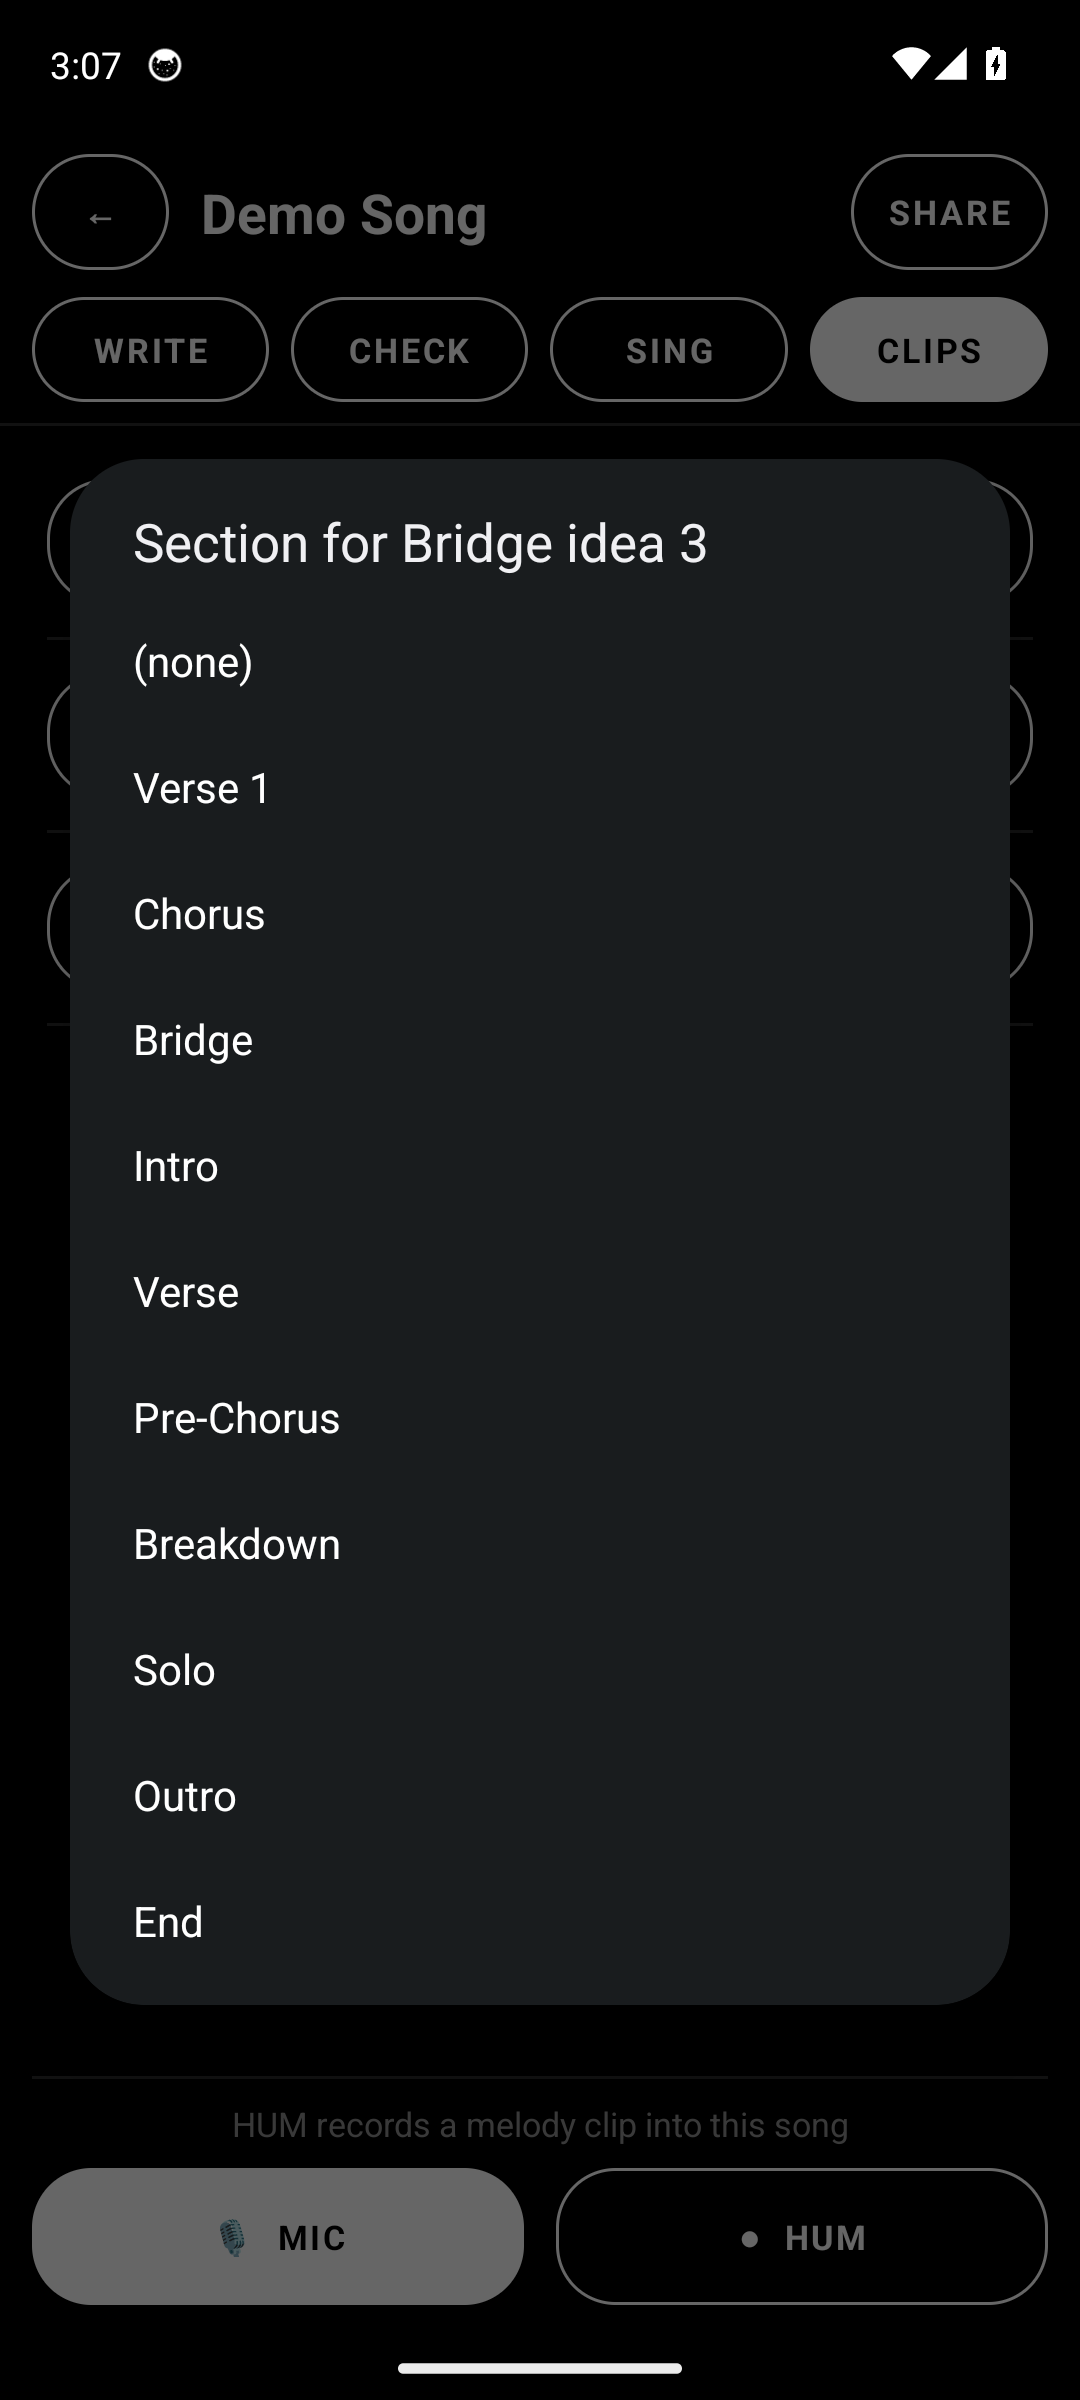 3:07
← Demo Song SHARE
WRITE CHECK SING CLIPS
Section for Bridge idea 3
(none)
Verse 1
Chorus
Bridge
Intro
Verse
Pre-Chorus
Breakdown
Solo
Outro
End
HUM records a melody clip into this song
🎙️ MIC ● HUM